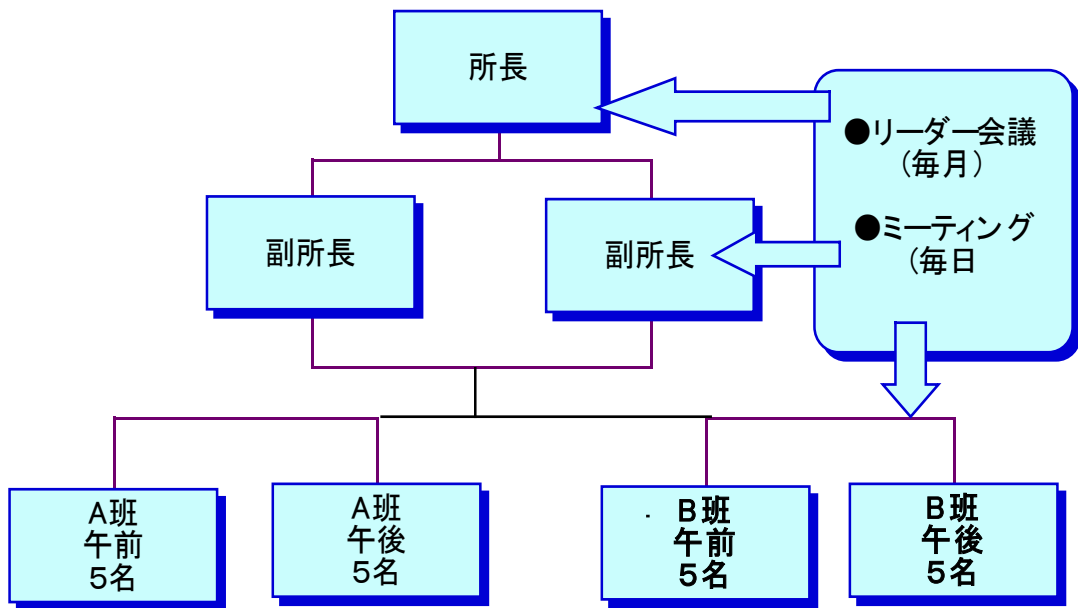 所長
●リーダー会議
(毎月)
●ミーティング
(毎日
副所長
副所長
A班
午前
5名
A班
午後
5名
B班
午前
5名
B班
午後
5名